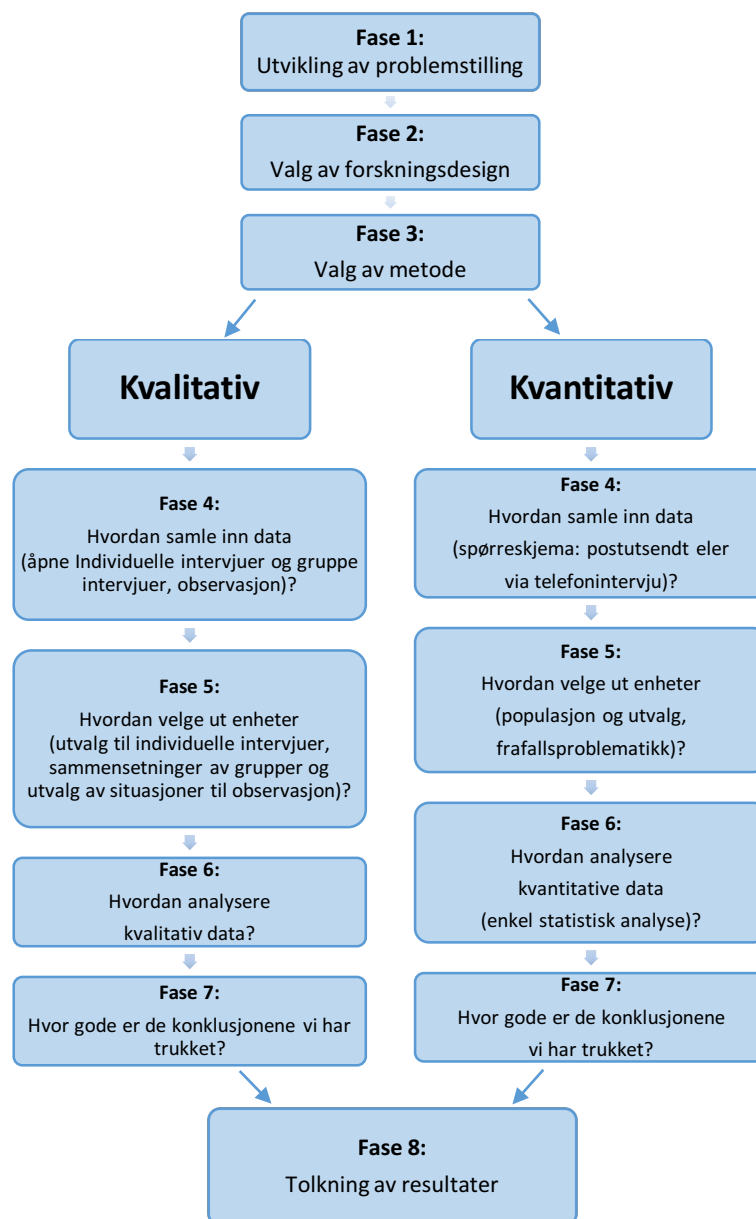 Fase 1:
Utvikling av problemstilling
Fase 2:
Valg av forskningsdesign
Fase 3:
Valg av metode
Kvalitativ
Fase 4:
Hvordan samle inn data
(åpne Individuelle intervjuer og gruppe
intervjuer, observasjon)?
Fase 5:
Hvordan velge ut enheter
(utvalg til individuelle intervjuer,
sammensetninger av grupper og
utvalg av situasjoner til observasjon)?
Fase 6:
Hvordan analysere
kvalitativ data?
Fase 7:
Hvor gode er de konklusjonene vi har
trukket?
Kvantitativ
Fase 4:
Hvordan samle inn data
(spørreskjema: postutsendt eler
via telefonintervju)?
Fase 5:
Hvordan velge ut enheter
(populasjon og utvalg,
frafallsproblematikk)?
Fase 6:
Hvordan analysere
kvantitative data
(enkel statistisk analyse)?
Fase 7:
Hvor gode er de konklusjonene
vi har trukket?
Fase 8:
Tolkning av resultater